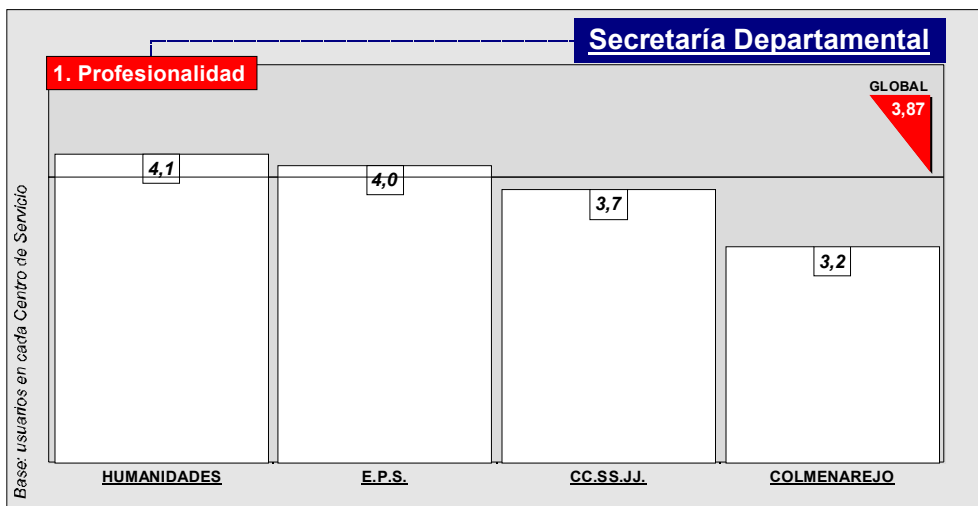 Secretaría Departamental
1. Profesionalidad
GLOBAL
3,87
4,1
4,0
3,7
3,2
Base: usuarios en cada Centro de Servicio
HUMANIDADES
E.P.S.
CC.SS.JJ.
COLMENAREJO